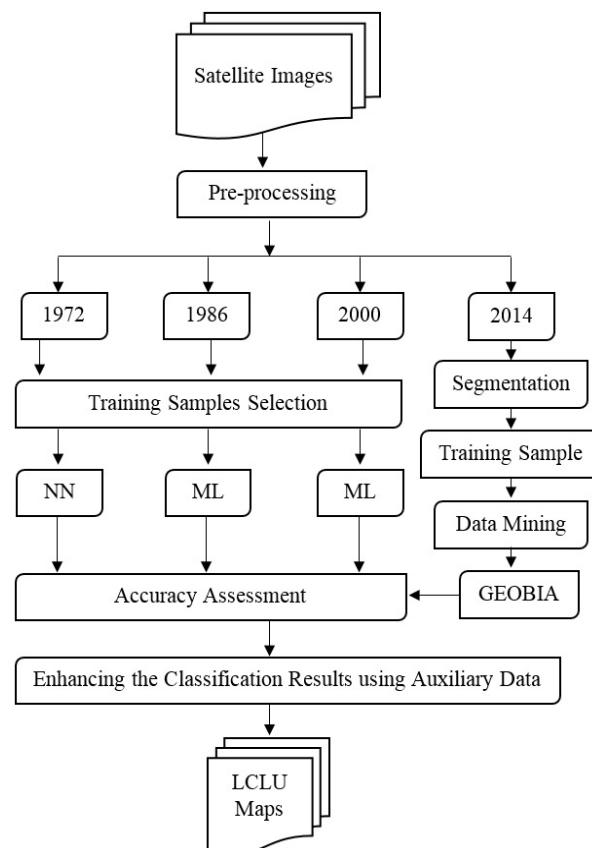 Satellite Images
Pre-processing
1972
1986
2000
2014
Segmentation
Training Samples Selection
Training Sample
NN
ML
ML
Data Mining
Accuracy Assessment
GEOBIA
Enhancing the Classification Results using Auxiliary Data
LCLU
Maps